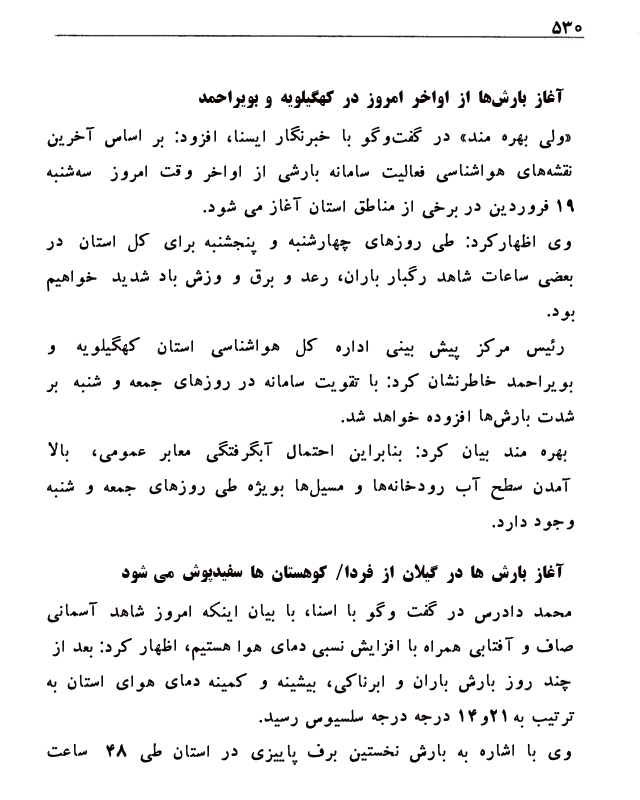 ۵۳۰
آغاز بارش‌ها از اواخر امروز در کهگیلویه و بویراحمد
«ولی بهره مند» در گفت‌وگو با خبرنگار ایسنا، افزود: بر اساس آخرین
نقشه‌های هواشناسی فعالیت سامانه بارشی از اواخر وقت امروز سه‌شنبه
۱۹ فروردین در برخی از مناطق استان آغاز می شود.
وی اظهارکرد: طی روزهای چهارشنبه و پنجشنبه برای کل استان در
بعضی ساعات شاهد رگبار باران، رعد و برق و وزش باد شدید خواهیم
بود.
رئیس مرکز پیش بینی اداره کل هواشناسی استان کهگیلویه و
بویراحمد خاطرنشان کرد: با تقویت سامانه در روزهای جمعه و شنبه بر
شدت بارش‌ها افزوده خواهد شد.
بهره مند بیان کرد: بنابراین احتمال آبگرفتگی معابر عمومی، بالا
آمدن سطح آب رودخانه‌ها و مسیل‌ها بویژه طی روزهای جمعه و شنبه
وجود دارد.
آغاز بارش ها در گیلان از فردا/ کوهستان ها سفیدپوش می شود
محمد دادرس در گفت وگو با اسنا، با بیان اینکه امروز شاهد آسمانی
صاف و آفتابی همراه با افزایش نسبی دمای هوا هستیم، اظهار کرد: بعد از
چند روز بارش باران و ابرناکی، بیشینه و کمینه دمای هوای استان به
ترتیب به ۲۱و۱۴ درجه درجه سلسیوس رسید.
وی با اشاره به بارش نخستین برف پاییزی در استان طی ۴۸ ساعت